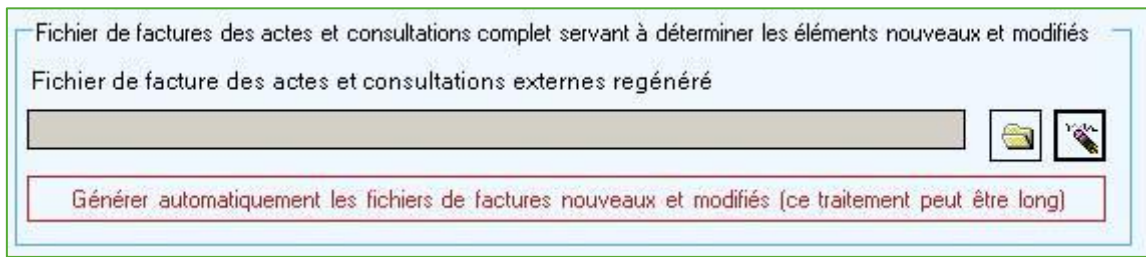 Fichier de factures des actes et consultations complet servant à déterminer les éléments nouveaux et modifiés
Fichier de facture des actes et consultations externes regénéré
Générer automatiquement les fichiers de factures nouveaux et modifiés (ce traitement peut être long)